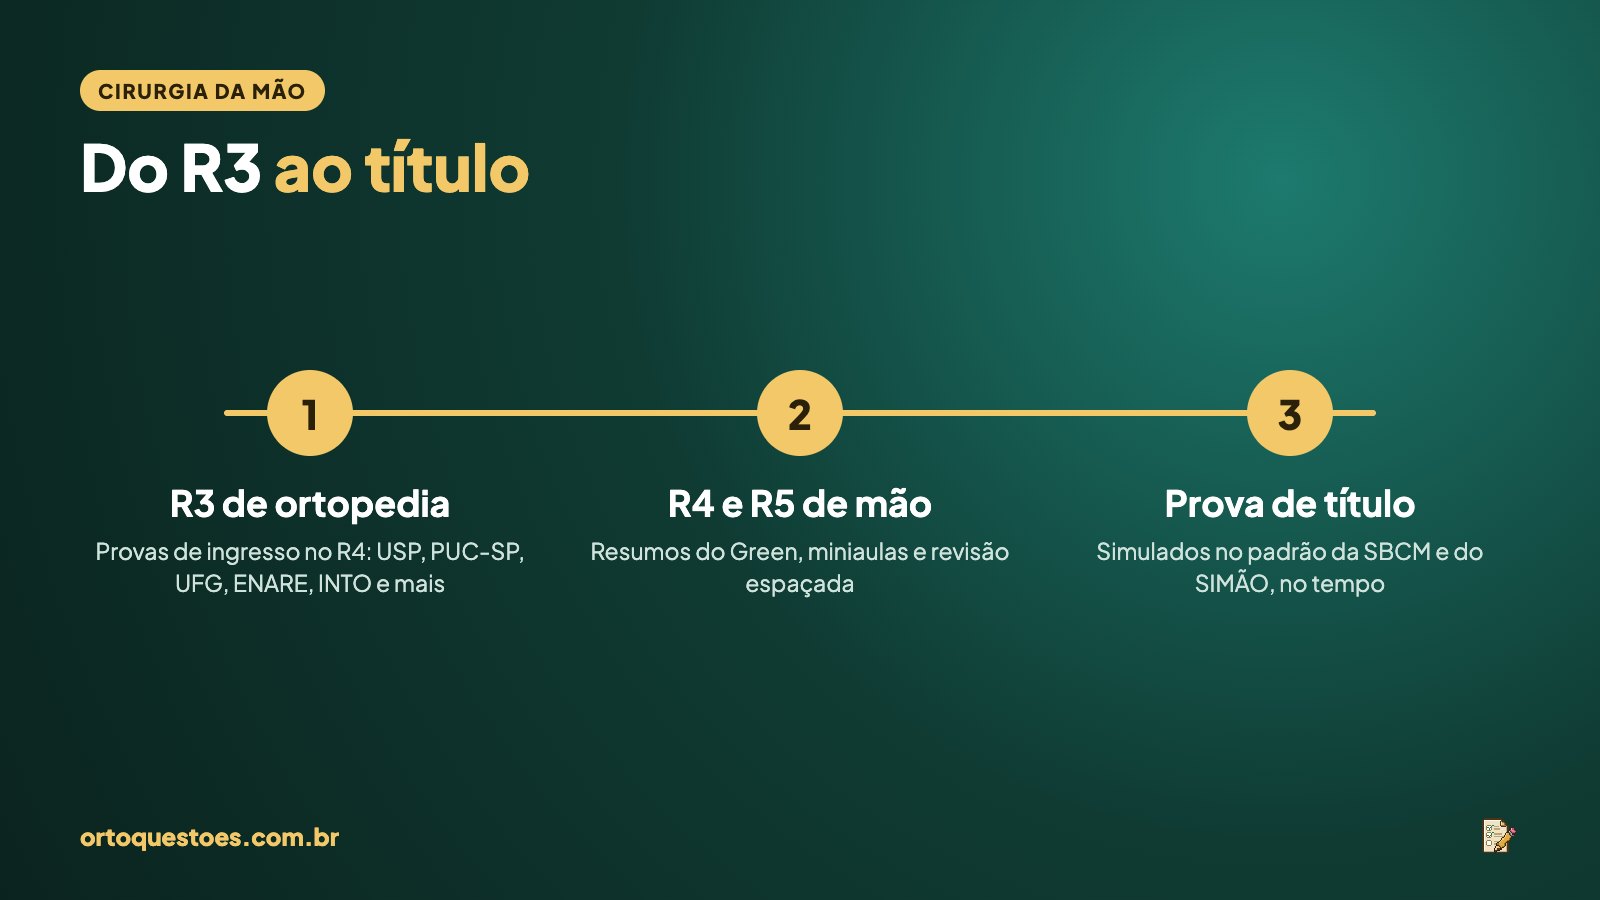 CIRURGIA DA MÃO
Do R3 ao título
1
2
3
R3 de ortopedia
Provas de ingresso no R4: USP, PUC-SP,
UFG, ENARE, INTO e mais
R4 e R5 de mão
Resumos do Green, miniaulas e revisão
espaçada
Prova de título
Simulados no padrão da SBCM e do
SIMÃO, no tempo
ortoquestoes.com.br